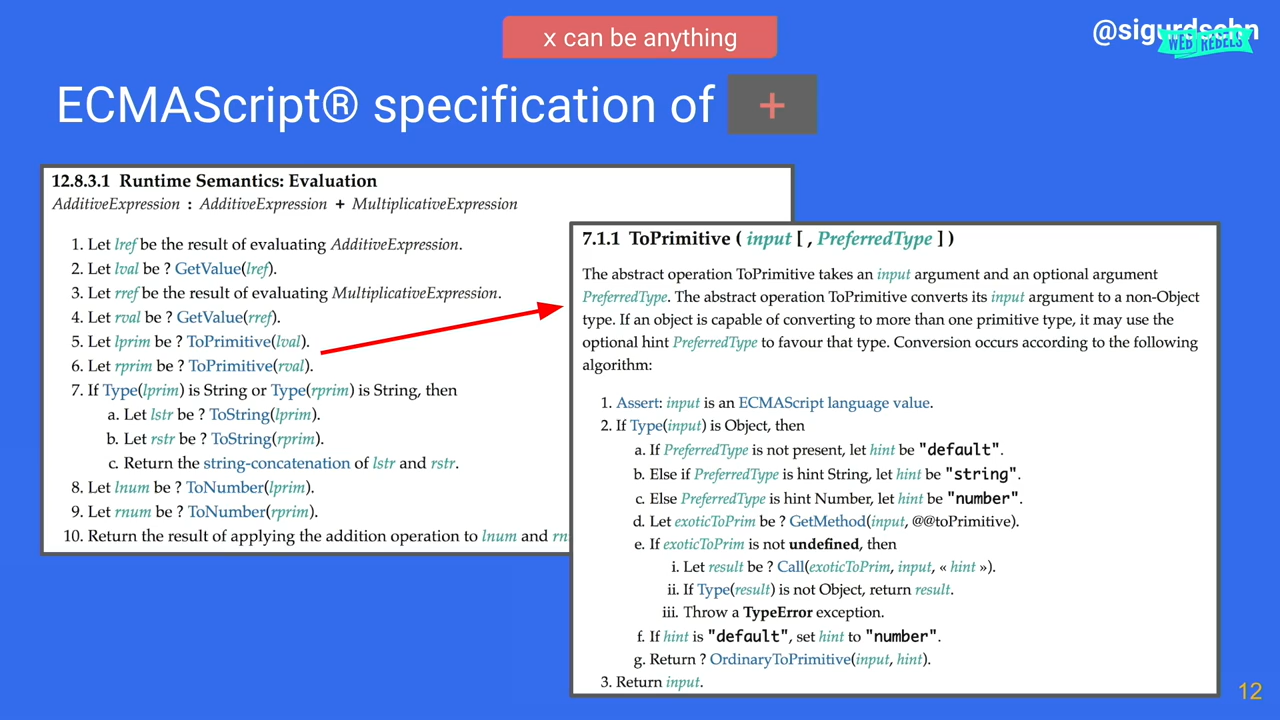 x can be anything
@sigurdschn
WEB REBELS
ECMAScript® specification of +
12.8.3.1 Runtime Semantics: Evaluation
AdditiveExpression : AdditiveExpression + MultiplicativeExpression
1. Let lref be the result of evaluating AdditiveExpression.
2. Let lval be ? GetValue(lref).
3. Let rref be the result of evaluating MultiplicativeExpression.
4. Let rval be ? GetValue(rref).
5. Let lprim be ? ToPrimitive(lval).
6. Let rprim be ? ToPrimitive(rval).
7. If Type(lprim) is String or Type(rprim) is String, then
a. Let lstr be ? ToString(lprim).
b. Let rstr be ? ToString(rprim).
c. Return the string-concatenation of lstr and rstr.
8. Let lnum be ? ToNumber(lprim).
9. Let rnum be ? ToNumber(rprim).
10. Return the result of applying the addition operation to lnum and rn
7.1.1 ToPrimitive ( input [ , PreferredType ] )
The abstract operation ToPrimitive takes an input argument and an optional argument
PreferredType. The abstract operation ToPrimitive converts its input argument to a non-Object
type. If an object is capable of converting to more than one primitive type, it may use the
optional hint PreferredType to favour that type. Conversion occurs according to the following
algorithm:
1. Assert: input is an ECMAScript language value.
2. If Type(input) is Object, then
a. If PreferredType is not present, let hint be "default".
b. Else if PreferredType is hint String, let hint be "string".
c. Else PreferredType is hint Number, let hint be "number".
d. Let exoticToPrim be ? GetMethod(input, @@toPrimitive).
e. If exoticToPrim is not undefined, then
i. Let result be ? Call(exoticToPrim, input, « hint »).
ii. If Type(result) is not Object, return result.
iii. Throw a TypeError exception.
f. If hint is "default", set hint to "number".
g. Return ? OrdinaryToPrimitive(input, hint).
3. Return input.
12